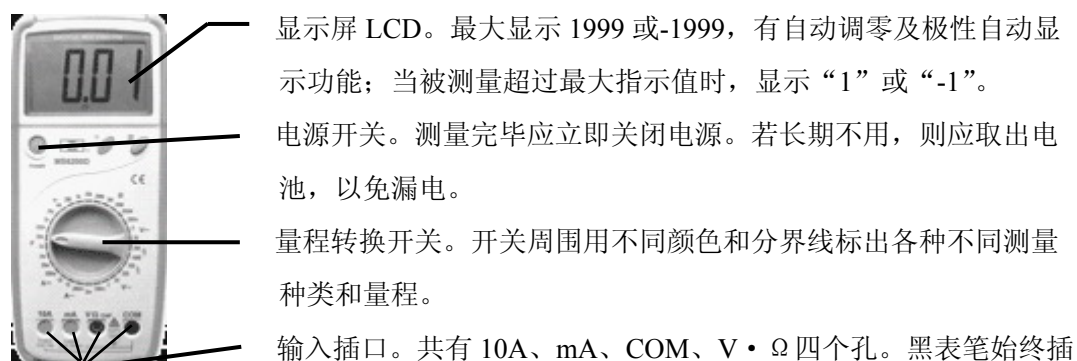 显示屏 LCD。最大显示 1999 或-1999，有自动调零及极性自动显
示功能；当被测量超过最大指示值时，显示“1”或“-1”。
电源开关。测量完毕应立即关闭电源。若长期不用，则应取出电
池，以免漏电。
量程转换开关。开关周围用不同颜色和分界线标出各种不同测量
种类和量程。
输入插口。共有 10A、mA、COM、V·Ω四个孔。黑表笔始终插
0.01
CE
10A mA VΩ COM